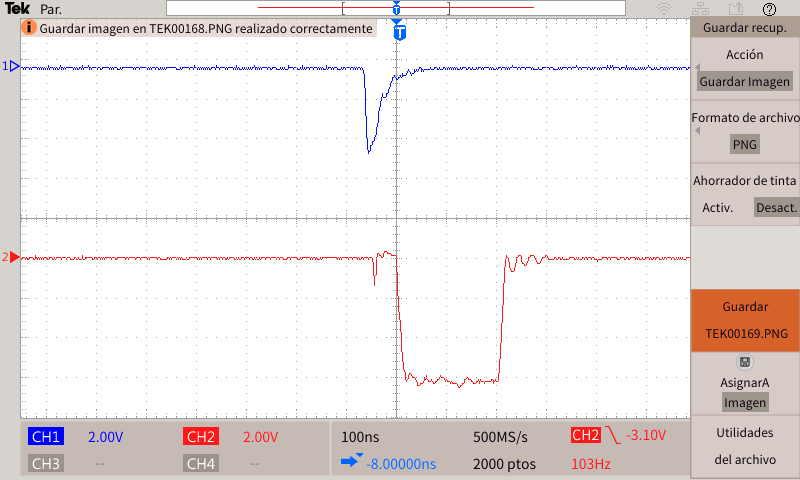 Tek Par.
i Guardar imagen en TEK00168.PNG realizado correctamente
T
T
1
2
Guardar recup.
Acción
Guardar Imagen
Formato de archivo
PNG
Ahorrador de tinta
Activ. Desact.
Guardar
TEK00169.PNG
AsignarA
Imagen
Utilidades
del archivo
CH1 2.00V CH2 2.00V
CH3 -- CH4 --
100ns 500MS/s CH2 -3.10V
-8.00000ns 2000 ptos 103Hz